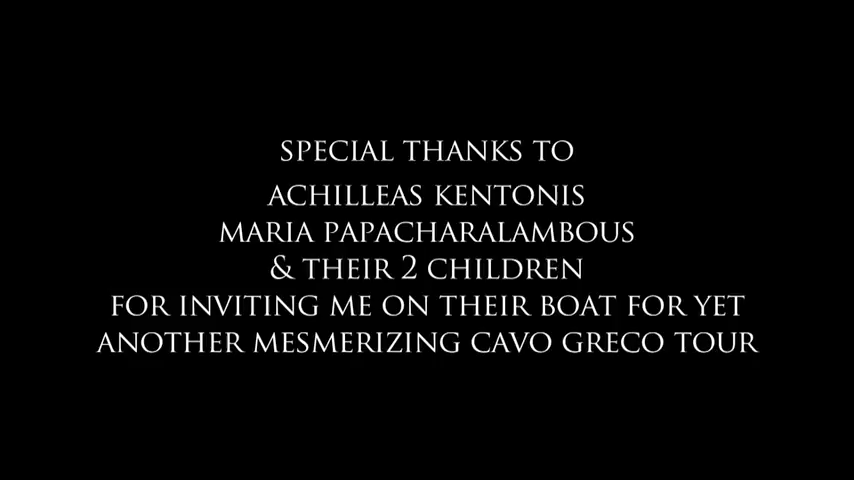 SPECIAL THANKS TO
ACHILLEAS KENTONIS
MARIA PAPACHARALAMBOUS
& THEIR 2 CHILDREN
FOR INVITING ME ON THEIR BOAT FOR YET
ANOTHER MESMERIZING CAVO GRECO TOUR